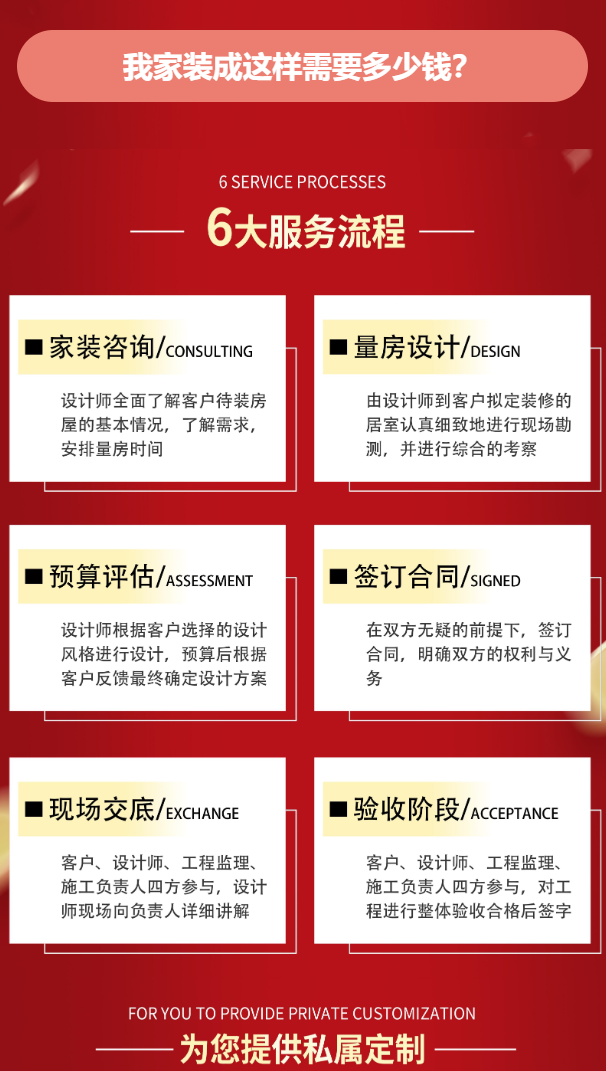 我家装成这样需要多少钱?
6 SERVICE PROCESSES
6大服务流程
家装咨询/CONSULTING
设计师全面了解客户待装房
屋的基本情况，了解需求，
安排量房时间
量房设计/DESIGN
由设计师到客户拟定装修的
居室认真细致地进行现场勘
测，并进行综合的考察
预算评估/ASSESSMENT
设计师根据客户选择的设计
风格进行设计，预算后根据
客户反馈最终确定设计方案
签订合同/SIGNED
在双方无疑的前提下，签订
合同，明确双方的权利与义
务
现场交底/EXCHANGE
客户、设计师、工程监理、
施工负责人四方参与，设计
师现场向负责人详细讲解
验收阶段/ACCEPTANCE
客户、设计师、工程监理、
施工负责人四方参与，对工
程进行整体验收合格后签字
FOR YOU TO PROVIDE PRIVATE CUSTOMIZATION
为您提供私属定制